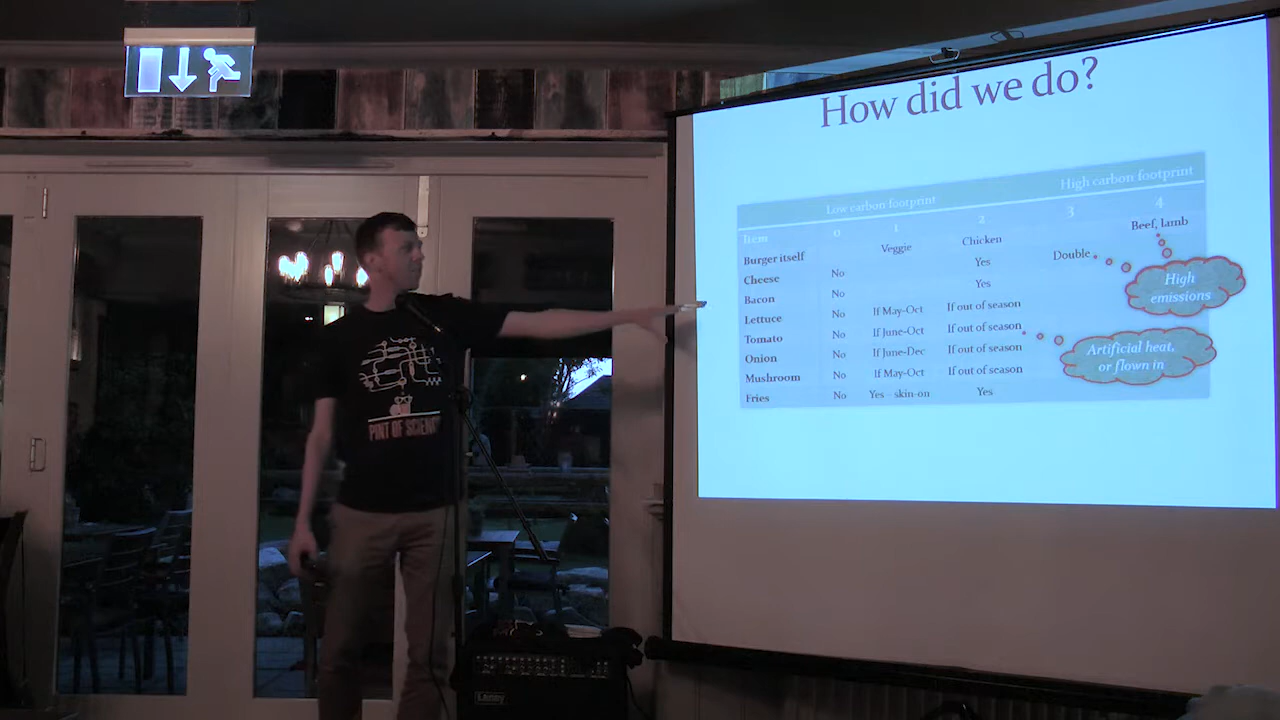 How did we do?
Low carbon footprint High carbon footprint
Item 0 1 2 3 4
Burger itself Veggie Chicken Beef, lamb
Cheese No Yes Double
Bacon No Yes
Lettuce No If May-Oct If out of season
Tomato No If June-Oct If out of season
Onion No If June-Dec If out of season
Mushroom No If May-Oct If out of season
Fries No Yes – skin-on Yes
High
emissions
Artificial heat,
or flown in
PINT OF SCIENCE
Laney